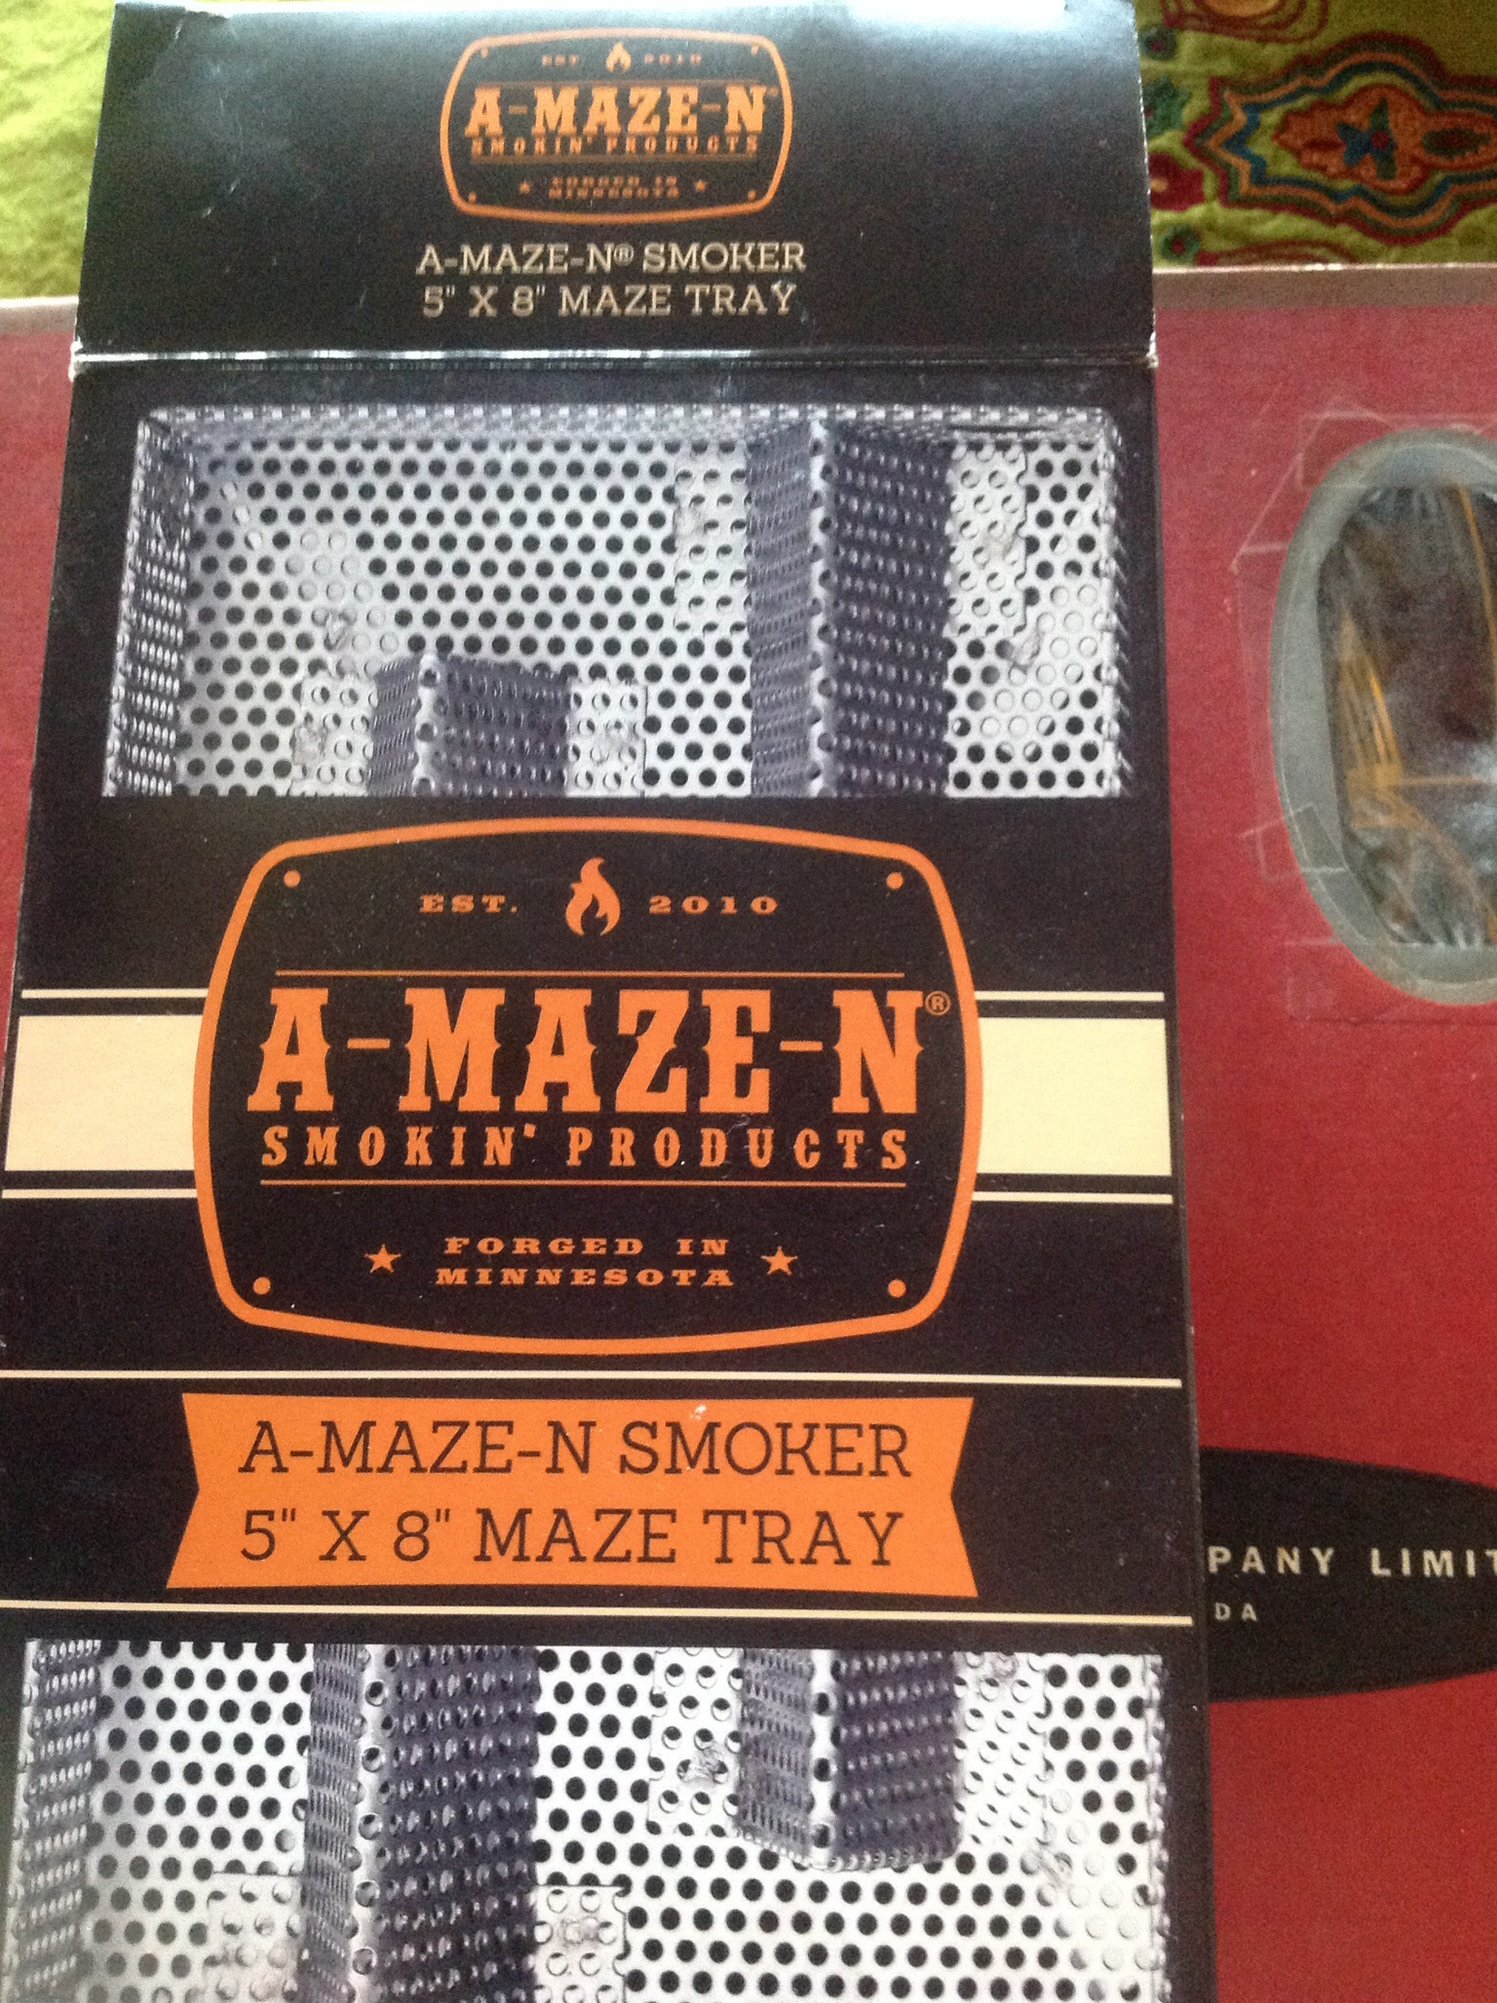 EST. 2010
A-MAZE-N™
SMOKIN' PRODUCTS
★ FORGED IN ★
MINNESOTA
A-MAZE-N® SMOKER
5" X 8" MAZE TRAY
EST. 2010
A-MAZE-N®
SMOKIN' PRODUCTS
★ FORGED IN ★
MINNESOTA
A-MAZE-N SMOKER
5" X 8" MAZE TRAY
PANY LIMIT
DA